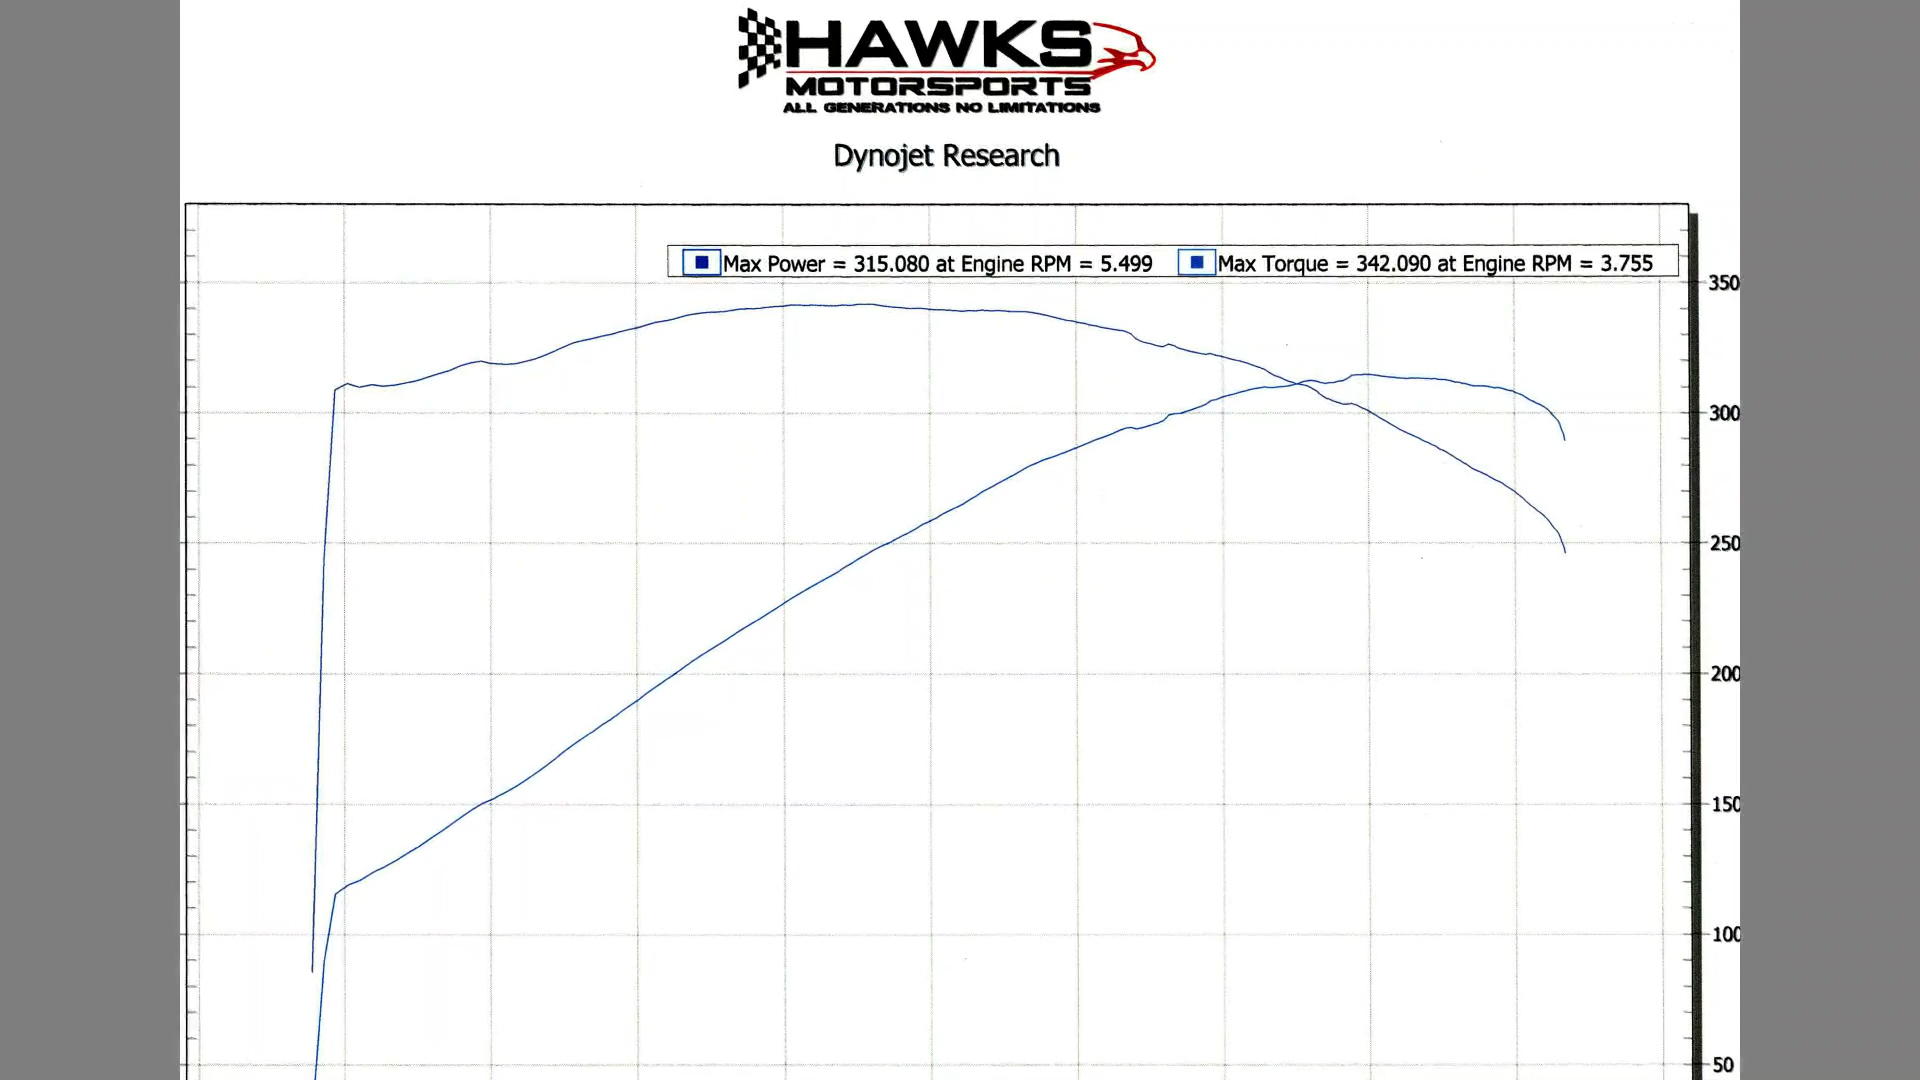 HAWKS
MOTORSPORTS
ALL GENERATIONS NO LIMITATIONS
Dynojet Research
Max Power = 315.080 at Engine RPM = 5.499
Max Torque = 342.090 at Engine RPM = 3.755
350
300
250
200
150
100
50